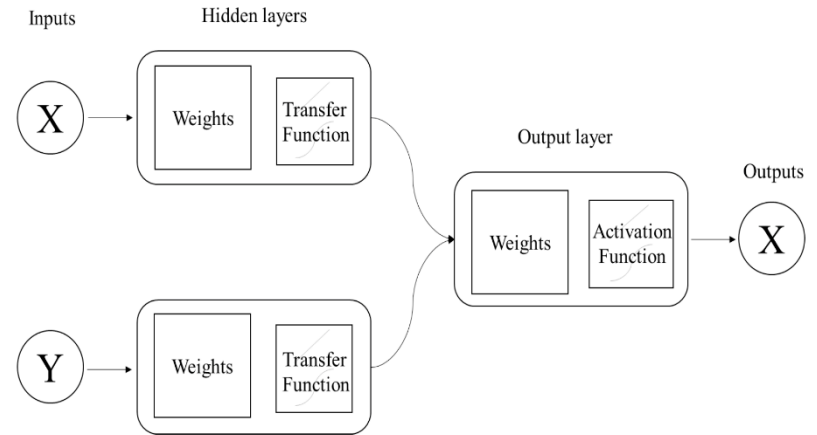 Inputs
Hidden layers
X
Weights
Transfer
Function
Output layer
Outputs
Weights
Activation
Function
X
Y
Weights
Transfer
Function